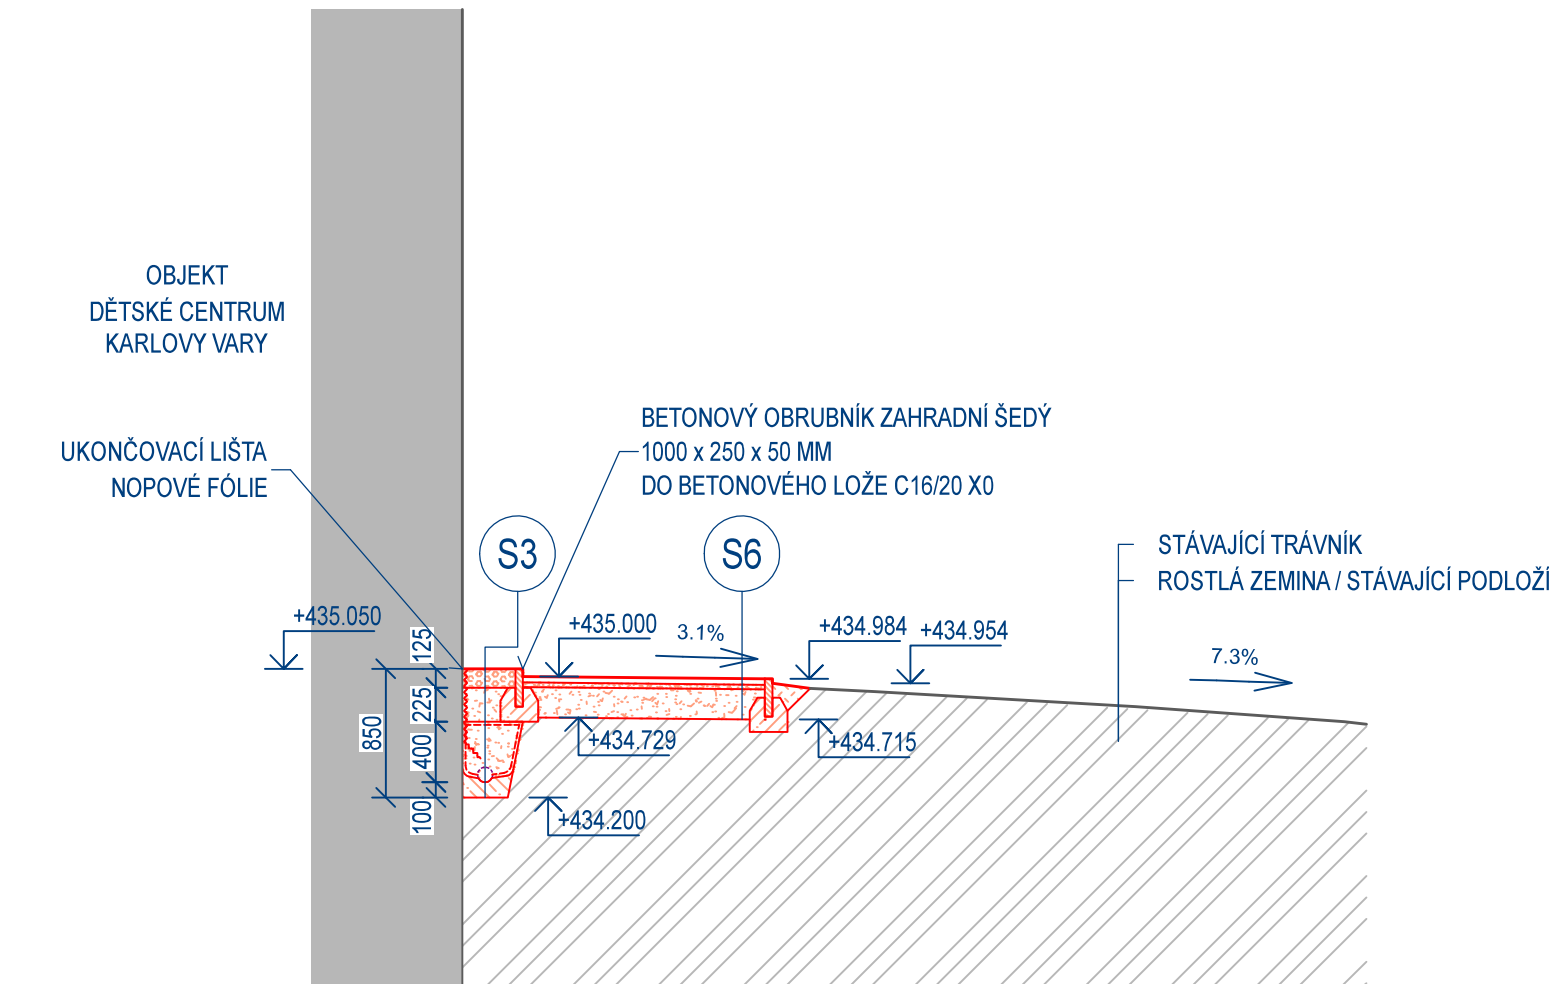 OBJEKT
DĚTSKÉ CENTRUM
KARLOVY VARY
BETONOVÝ OBRUBNÍK ZAHRADNÍ ŠEDÝ
1000 x 250 x 50 MM
DO BETONOVÉHO LOŽE C16/20 X0
UKONČOVACÍ LIŠTA
NOPOVÉ FÓLIE
S3
S6
STÁVAJÍCÍ TRÁVNÍK
ROSTLÁ ZEMINA / STÁVAJÍCÍ PODLOŽÍ
+435.050
+435.000
3.1%
+434.984
+434.954
7.3%
125
225
850
400
100
+434.729
+434.715
+434.200